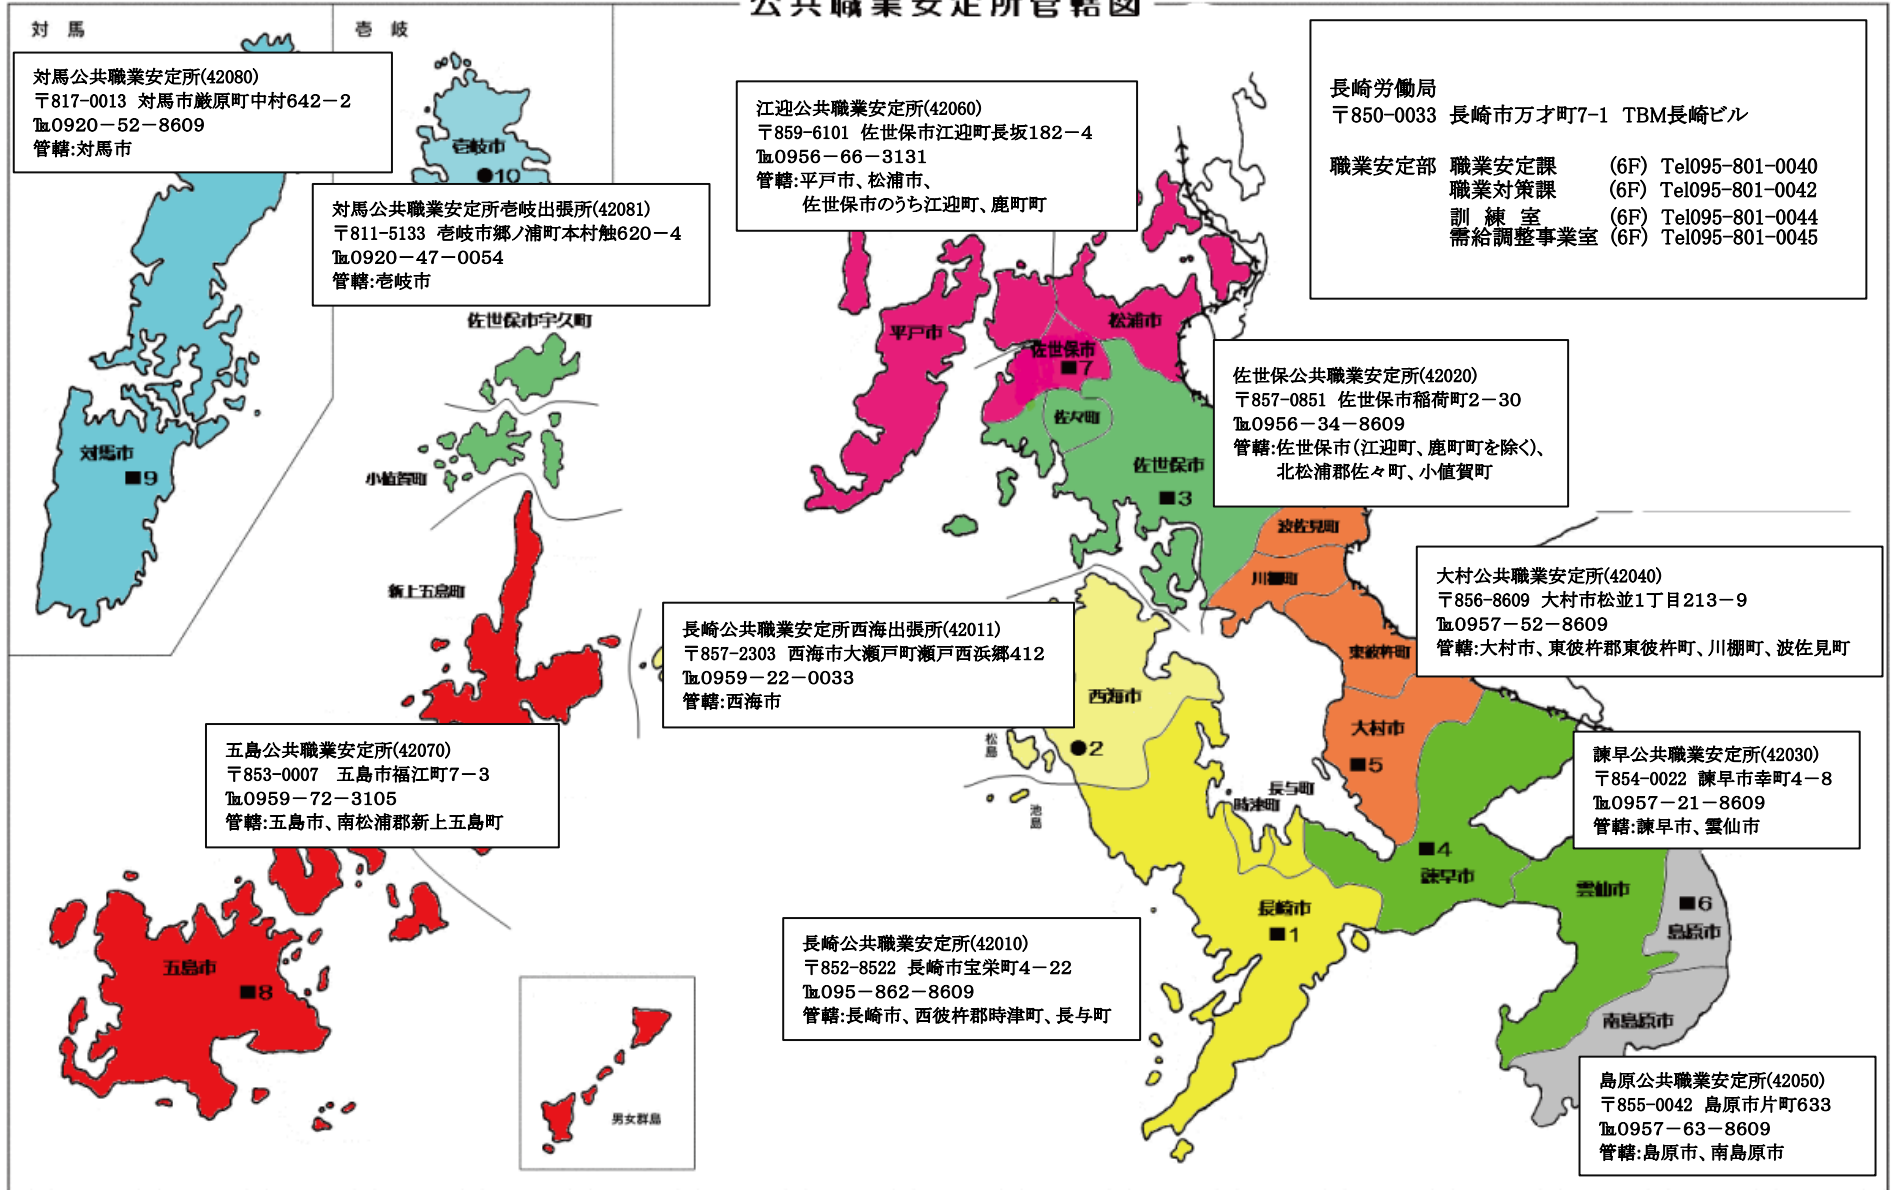 公共職業安定所管轄図
対馬
壱岐
対馬公共職業安定所(42080)
〒817-0013 対馬市厳原町中村642－2
℡0920－52－8609
管轄:対馬市
壱岐市
●10
対馬公共職業安定所壱岐出張所(42081)
〒811-5133 壱岐市郷ノ浦町本村触620－4
℡0920－47－0054
管轄:壱岐市
江迎公共職業安定所(42060)
〒859-6101 佐世保市江迎町長坂182－4
℡0956－66－3131
管轄:平戸市、松浦市、
佐世保市のうち江迎町、鹿町町
長崎労働局
〒850-0033 長崎市万才町7-1 TBM長崎ビル
職業安定部 職業安定課 (6F) Tel095-801-0040
職業対策課 (6F) Tel095-801-0042
訓練室 (6F) Tel095-801-0044
需給調整事業室 (6F) Tel095-801-0045
佐世保市宇久町
平戸市
松浦市
佐世保市
■7
佐々町
佐世保公共職業安定所(42020)
〒857-0851 佐世保市稲荷町2－30
℡0956－34－8609
管轄:佐世保市(江迎町、鹿町町を除く)、
北松浦郡佐々町、小値賀町
対馬市
■9
小値賀町
佐世保市
■3
波佐見町
川棚町
新上五島町
大村公共職業安定所(42040)
〒856-8609 大村市松並1丁目213－9
℡0957－52－8609
管轄:大村市、東彼杵郡東彼杵町、川棚町、波佐見町
長崎公共職業安定所西海出張所(42011)
〒857-2303 西海市大瀬戸町瀬戸西浜郷412
℡0959－22－0033
管轄:西海市
東彼杵町
西海市
●2
松島
大村市
■5
五島公共職業安定所(42070)
〒853-0007 五島市福江町7－3
℡0959－72－3105
管轄:五島市、南松浦郡新上五島町
諫早公共職業安定所(42030)
〒854-0022 諫早市幸町4－8
℡0957－21－8609
管轄:諫早市、雲仙市
池島
長与町
時津町
■4
諫早市
雲仙市
■6
島原市
長崎市
■1
長崎公共職業安定所(42010)
〒852-8522 長崎市宝栄町4－22
℡095－862－8609
管轄:長崎市、西彼杵郡時津町、長与町
五島市
■8
南島原市
男女群島
島原公共職業安定所(42050)
〒855-0042 島原市片町633
℡0957－63－8609
管轄:島原市、南島原市